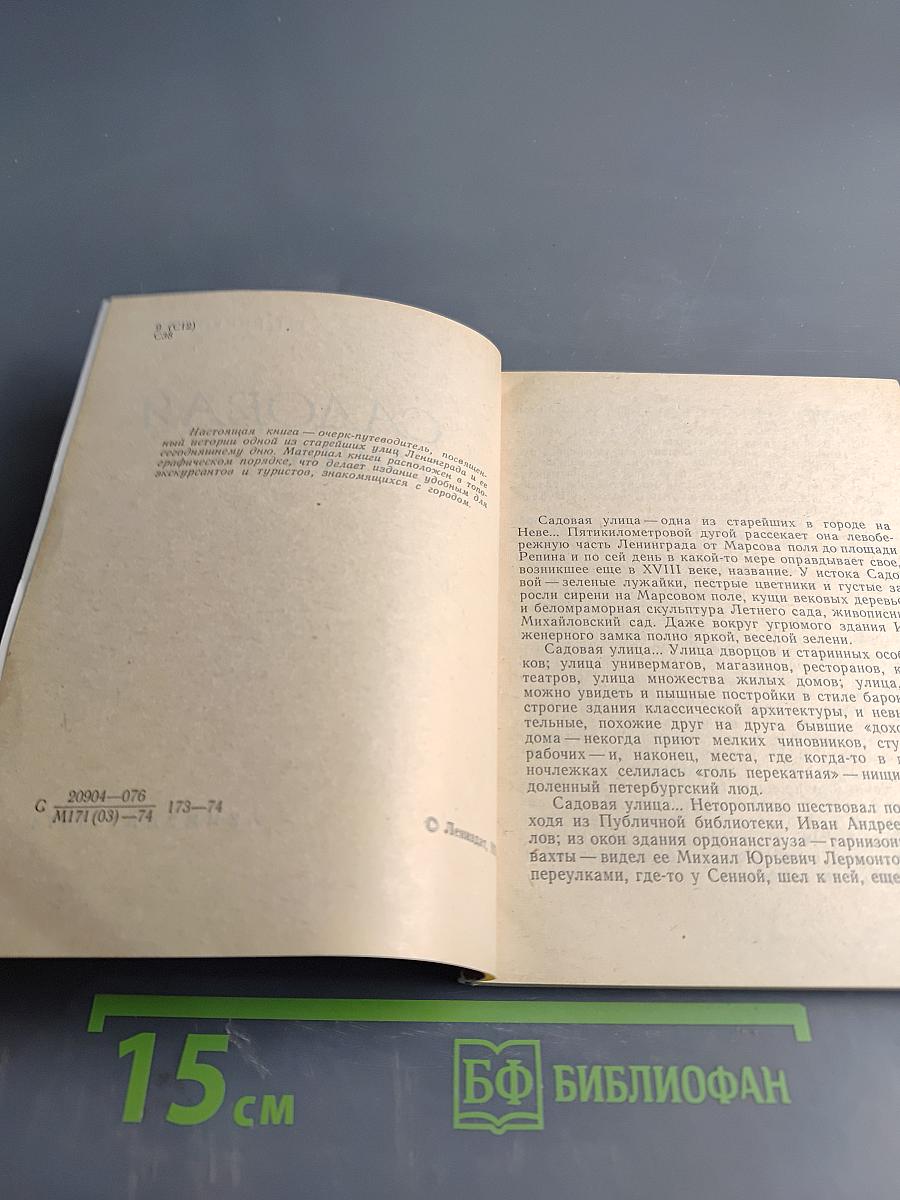 9 (С12)
С38
Настоящая книга — очерк-путеводитель, посвящен-
ный истории одной из старейших улиц Ленинграда и ее
сегодняшнему дню. Материал книги расположен в топо-
графическом порядке, что делает издание удобным для
экскурсантов и туристов, знакомящихся с городом.
С 20904—076
М171(03)—74 173—74
© Лениздат,
Садовая улица — одна из старейших в городе на
Неве... Пятикилометровой дугой рассекает она левобе-
режную часть Ленинграда от Марсова поля до площади
Репина и по сей день в какой-то мере оправдывает свое,
возникшее еще в XVIII веке, название. У истока Садо
вой — зеленые лужайки, пестрые цветники и густые за
росли сирени на Марсовом поле, кущи вековых деревье
и беломраморная скульптура Летнего сада, живописн
Михайловский сад. Даже вокруг угрюмого здания И
женерного замка полно яркой, веселой зелени.
Садовая улица... Улица дворцов и старинных особ
ков; улица универмагов, магазинов, ресторанов, к
театров, улица множества жилых домов; улица,
можно увидеть и пышные постройки в стиле барок
строгие здания классической архитектуры, и невы
тельные, похожие друг на друга бывшие «дохо
дома — некогда приют мелких чиновников, сту
рабочих — и, наконец, места, где когда-то в
ночлежках селилась «голь перекатная» — нищи
доленный петербургский люд.
Садовая улица... Неторопливо шествовал по
ходя из Публичной библиотеки, Иван Андрее
лов; из окон здания ордонансгауза — гарнизон
вахты — видел ее Михаил Юрьевич Лермонто
переулками, где-то у Сенной, шел к ней, еще
15 см
БФ БИБЛИОФАН